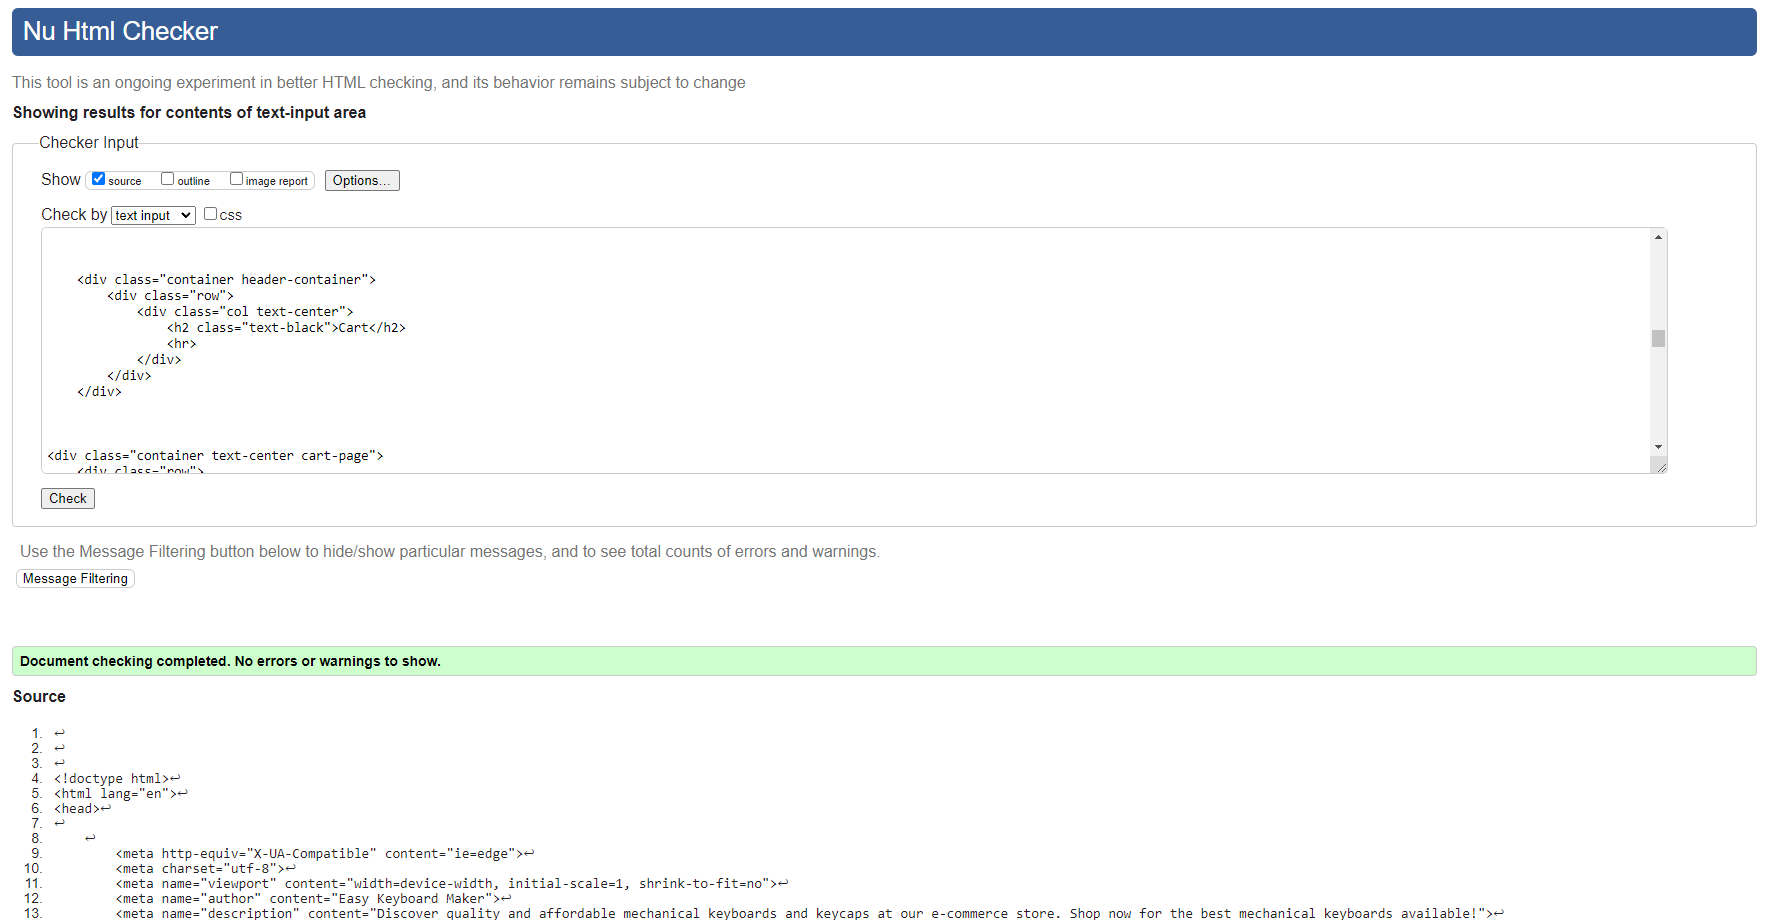 Nu Html Checker
This tool is an ongoing experiment in better HTML checking, and its behavior remains subject to change
Showing results for contents of text-input area
Checker Input
Show source outline image report Options...
Check by text input css
<div class="container header-container">
<div class="row">
<div class="col text-center">
<h2 class="text-black">Cart</h2>
<hr>
</div>
</div>
</div>
<div class="container text-center cart-page">
<div class="row">
Check
Use the Message Filtering button below to hide/show particular messages, and to see total counts of errors and warnings.
Message Filtering
Document checking completed. No errors or warnings to show.
Source
1. ↩
2. ↩
3. ↩
4. <!doctype html>↩
5. <html lang="en">↩
6. <head>↩
7. ↩
8. ↩
9. <meta http-equiv="X-UA-Compatible" content="ie=edge">↩
10. <meta charset="utf-8">↩
11. <meta name="viewport" content="width=device-width, initial-scale=1, shrink-to-fit=no">↩
12. <meta name="author" content="Easy Keyboard Maker">↩
13. <meta name="description" content="Discover quality and affordable mechanical keyboards and keycaps at our e-commerce store. Shop now for the best mechanical keyboards available!">↩